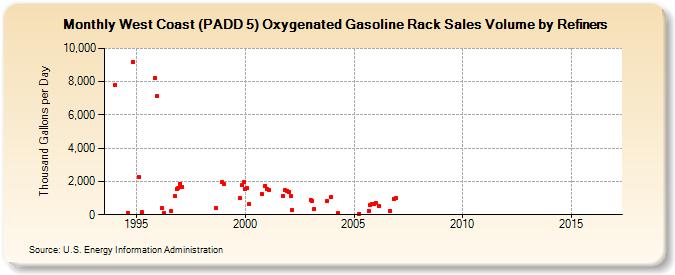 Monthly West Coast (PADD 5) Oxygenated Gasoline Rack Sales Volume by Refiners
Thousand Gallons per Day
10,000
8,000
6,000
4,000
2,000
0
1995 2000 2005 2010 2015
Source: U.S. Energy Information Administration